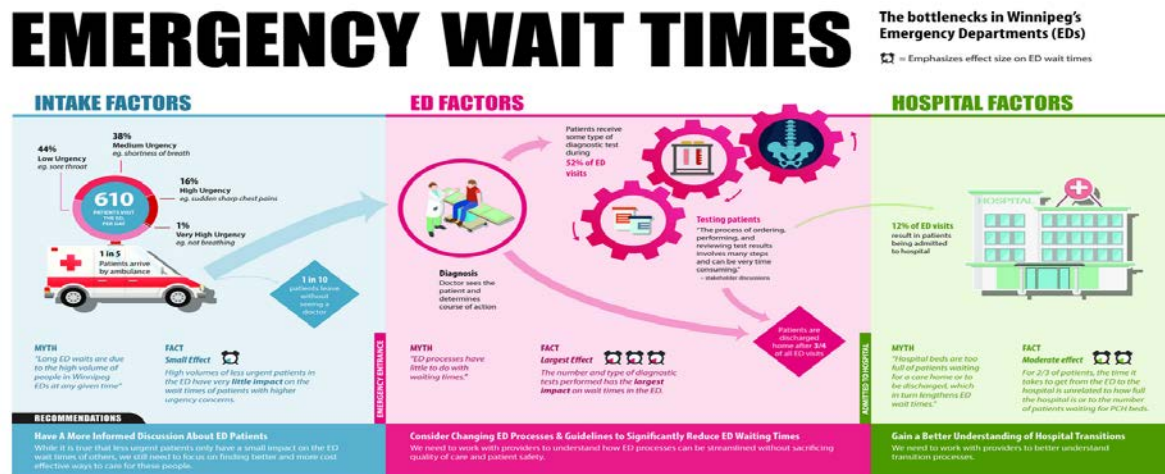 EMERGENCY WAIT TIMES
The bottlenecks in Winnipeg's
Emergency Departments (EDs)
= Emphasizes effect size on ED wait times
INTAKE FACTORS
44%
Low Urgency
eg. sore throat
38%
Medium Urgency
eg. shortness of breath
16%
High Urgency
eg. sudden sharp chest pains
1%
Very High Urgency
eg. not breathing
610
PATIENTS VISIT
THE ED,
PER DAY
1 in 5
Patients arrive
by ambulance
1 in 10
patients leave
without
seeing a
doctor
MYTH
"Long ED waits are due
to the high volume of
people in Winnipeg
EDs at any given time"
FACT
Small Effect
High volumes of less urgent patients in
the ED have very little impact on the
wait times of patients with higher
urgency concerns.
RECOMMENDATIONS
Have A More Informed Discussion About ED Patients
While it is true that less urgent patients only have a small impact on the ED
wait times of others, we still need to focus on finding better and more cost
effective ways to care for these people.
ED FACTORS
Patients receive
some type of
diagnostic test
during
52% of ED
visits
Diagnosis
Doctor sees the
patient and
determines
course of action
Testing patients
"The process of ordering,
performing, and
reviewing test results
involves many steps
and can be very time
consuming."
- stakeholder discussions
Patients are
discharged
home after 3/4
of all ED visits
EMERGENCY ENTRANCE
MYTH
"ED processes have
little to do with
waiting times."
FACT
Largest Effect
The number and type of diagnostic
tests performed has the largest
impact on wait times in the ED.
Consider Changing ED Processes & Guidelines to Significantly Reduce ED Waiting Times
We need to work with providers to understand how ED processes can be streamlined without sacrificing
quality of care and patient safety.
HOSPITAL FACTORS
12% of ED visits
result in patients
being admitted
to hospital
HOSPITAL
ADMITTED TO HOSPITAL
MYTH
"Hospital beds are too
full of patients waiting
for a care home or to
be discharged, which
in turn lengthens ED
wait times."
FACT
Moderate effect
For 2/3 of patients, the time it
takes to get from the ED to the
hospital is unrelated to how full
the hospital is or to the number
of patients waiting for PCH beds.
Gain a Better Understanding of Hospital Transitions
We need to work with providers to better understand
transition processes.